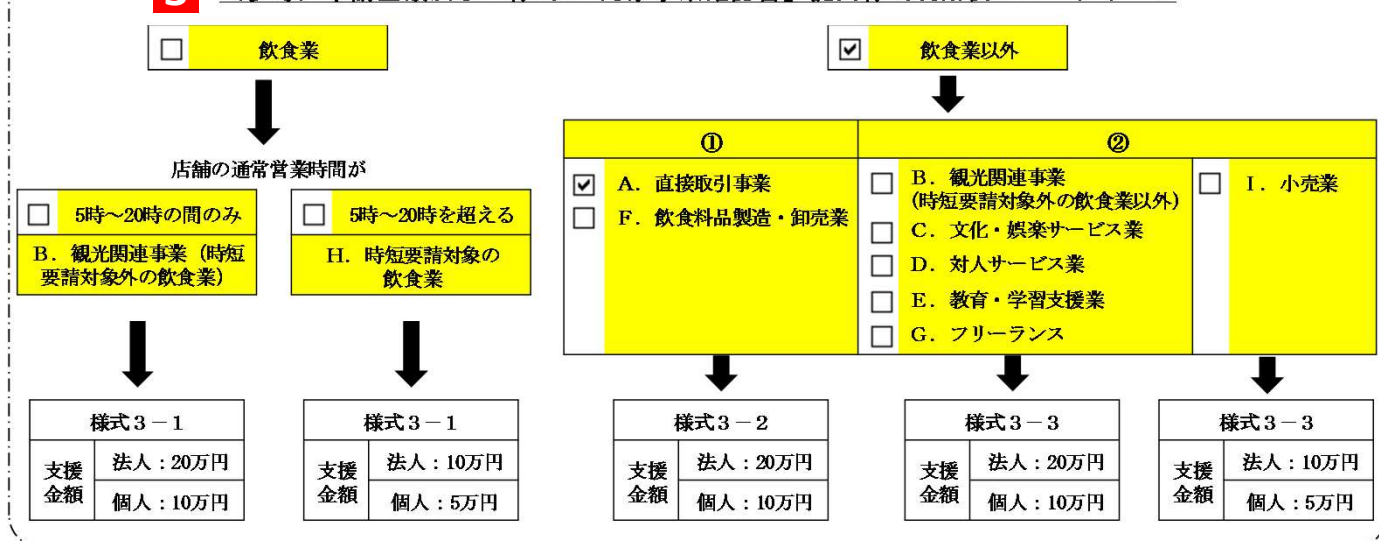 3
飲食業
飲食業以外
店舗の通常営業時間が
5時~20時の間のみ
B.観光関連事業(時短
要請対象外の飲食業)
5時~20時を超える
H.時短要請対象の
飲食業
①
A.直接取引事業
F.飲食料品製造・卸売業
②
B.観光関連事業
(時短要請対象外の飲食業以外)
C.文化・娯楽サービス業
D.対人サービス業
E.教育・学習支援業
G.フリーランス
I.小売業
様式3-1
支援
金額
法人:20万円
個人:10万円
様式3-1
支援
金額
法人:10万円
個人:5万円
様式3-2
支援
金額
法人:20万円
個人:10万円
様式3-3
支援
金額
法人:20万円
個人:10万円
様式3-3
支援
金額
法人:10万円
個人:5万円